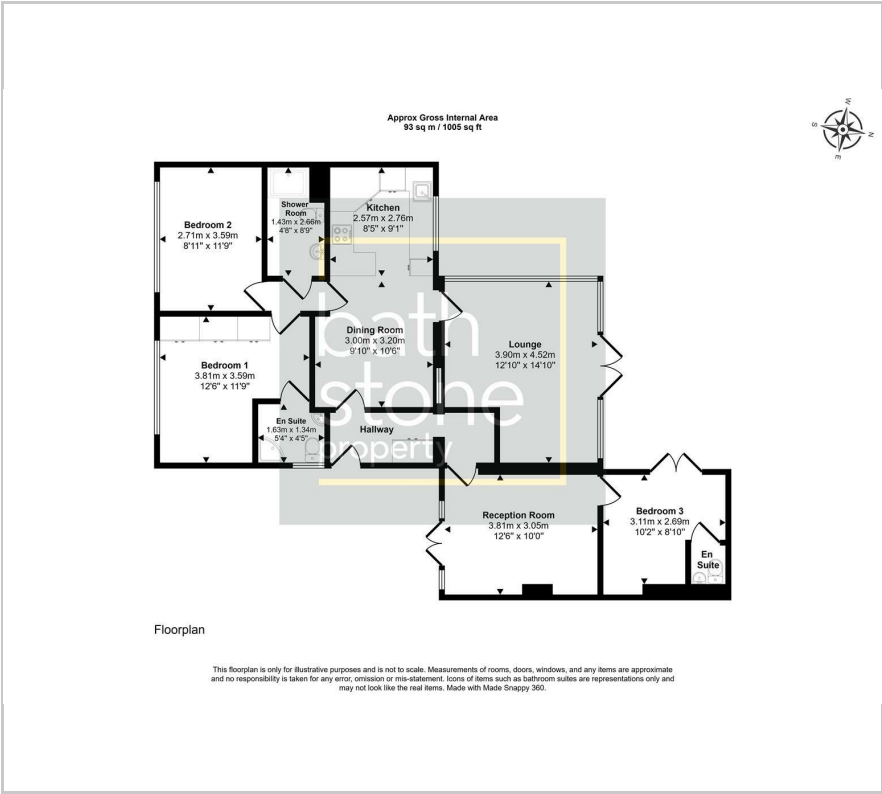 Approx Gross Internal Area
93 sq m / 1005 sq ft
W
S
N
E
Bedroom 2
2.71m x 3.59m
8'11" x 11'9"
Shower
Room
1.43m x 2.66m
4'8" x 8'9"
Kitchen
2.57m x 2.76m
8'5" x 9'1"
Bedroom 1
3.81m x 3.59m
12'6" x 11'9"
Dining Room
3.00m x 3.20m
9'10" x 10'6"
Lounge
3.90m x 4.52m
12'10" x 14'10"
En Suite
1.63m x 1.34m
5'4" x 4'5"
Hallway
bath
stone
property
Reception Room
3.81m x 3.05m
12'6" x 10'0"
Bedroom 3
3.11m x 2.69m
10'2" x 8'10"
En
Suite
Floorplan
This floorplan is only for illustrative purposes and is not to scale. Measurements of rooms, doors, windows, and any items are approximate
and no responsibility is taken for any error, omission or mis-statement. Icons of items such as bathroom suites are representations only and
may not look like the real items. Made with Made Snappy 360.